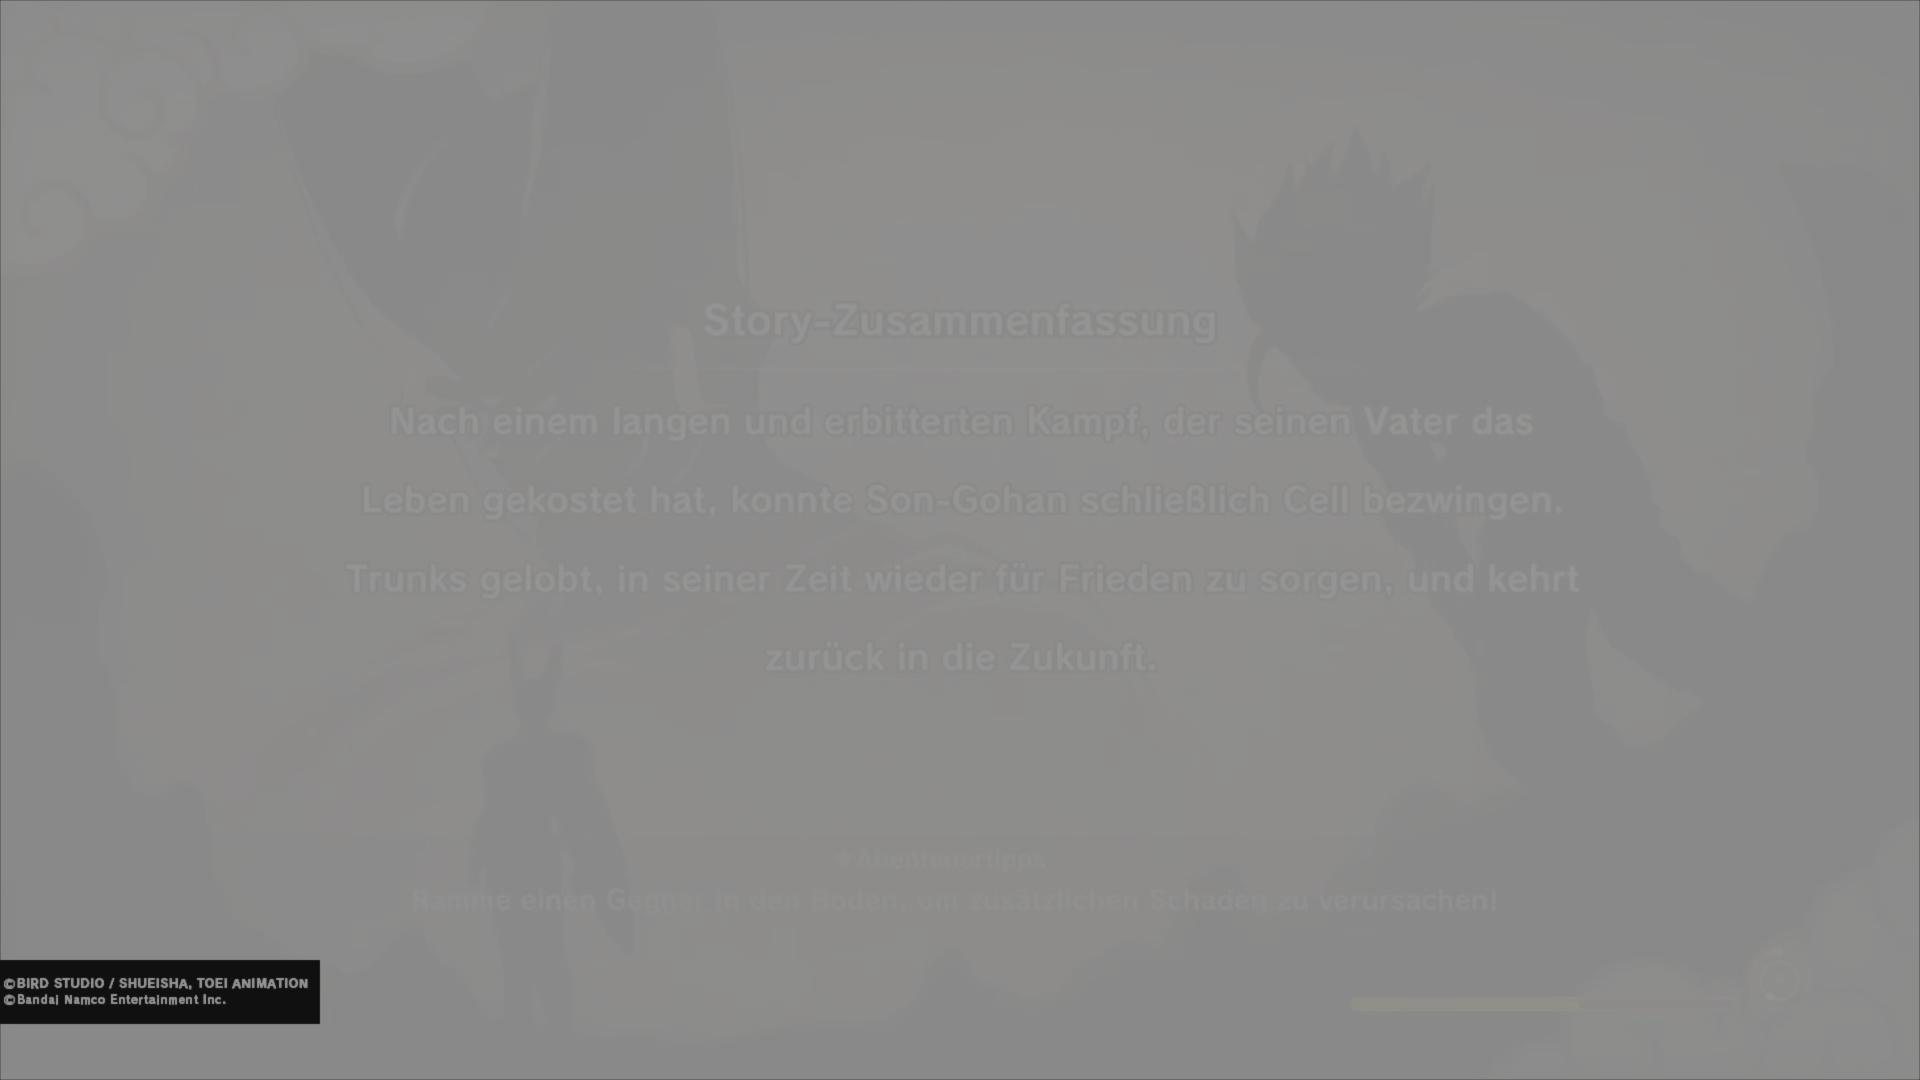 Story-Zusammenfassung
Nach einem langen und erbitterten Kampf, der seinen Vater das
Leben gekostet hat, konnte Son-Gohan schließlich Cell bezwingen.
Trunks gelobt, in seiner Zeit wieder für Frieden zu sorgen, und kehrt
zurück in die Zukunft.
Abenteuertipps
Ramme einen Gegner in den Boden, um zusätzlichen Schaden zu verursachen!
©BIRD STUDIO / SHUEISHA, TOEI ANIMATION
©Bandai Namco Entertainment Inc.